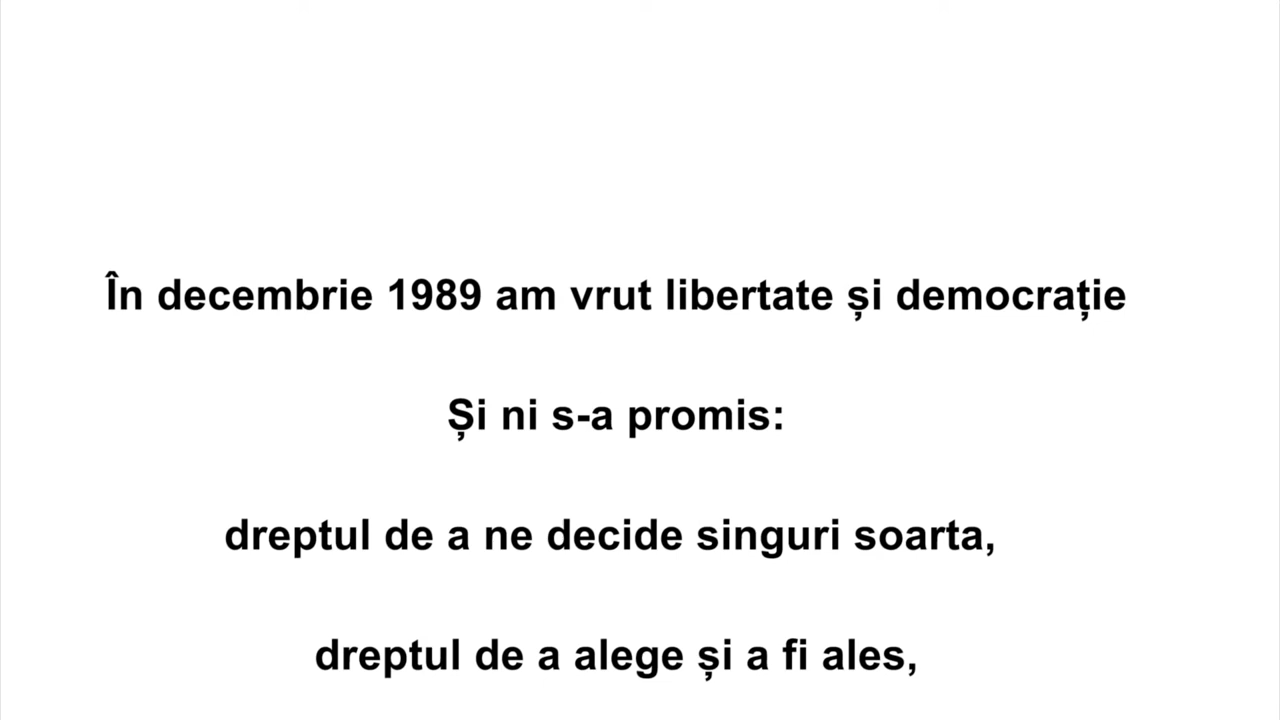 În decembrie 1989 am vrut libertate și democrație
Și ni s-a promis:
dreptul de a ne decide singuri soarta,
dreptul de a alege și a fi ales,